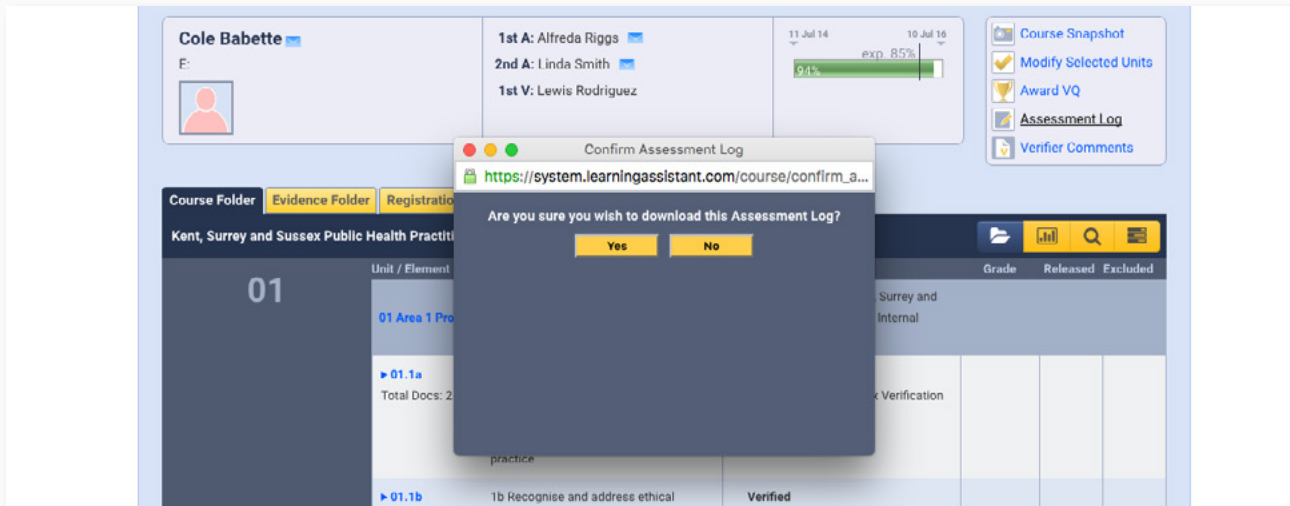 Cole Babette
E:
1st A: Alfreda Riggs
2nd A: Linda Smith
1st V: Lewis Rodriguez
11 Jul 14
10 Jul 16
exp. 85%
94%
Course Snapshot
Modify Selected Units
Award VQ
Assessment Log
Verifier Comments
Confirm Assessment Log
https://system.learningassistant.com/course/confirm_a...
Are you sure you wish to download this Assessment Log?
Yes
No
Course Folder
Evidence Folder
Registratio
Kent, Surrey and Sussex Public Health Practiti
Unit / Element
Grade
Released
Excluded
01
01 Area 1 Pro
Surrey and
Internal
01.1a
Total Docs: 2
Verification
practice
01.1b
1b Recognise and address ethical
Verified